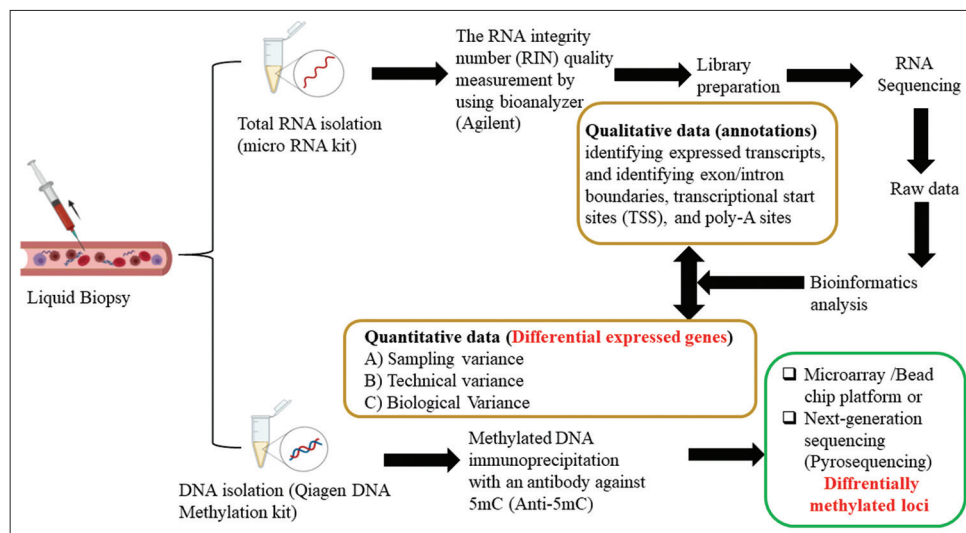 Liquid Biopsy
Total RNA isolation
(micro RNA kit)
The RNA integrity
number (RIN) quality
measurement by
using bioanalyzer
(Agilent)
Library
preparation
RNA
Sequencing
Raw data
Bioinformatics
analysis
Qualitative data (annotations)
identifying expressed transcripts,
and identifying exon/intron
boundaries, transcriptional start
sites (TSS), and poly-A sites
Quantitative data (Differential expressed genes)
A) Sampling variance
B) Technical variance
C) Biological Variance
DNA isolation (Qiagen DNA
Methylation kit)
Methylated DNA
immunoprecipitation
with an antibody against
5mC (Anti-5mC)
❑ Microarray /Bead
chip platform or
❑ Next-generation
sequencing
(Pyrosequencing)
Diffrentially
methylated loci